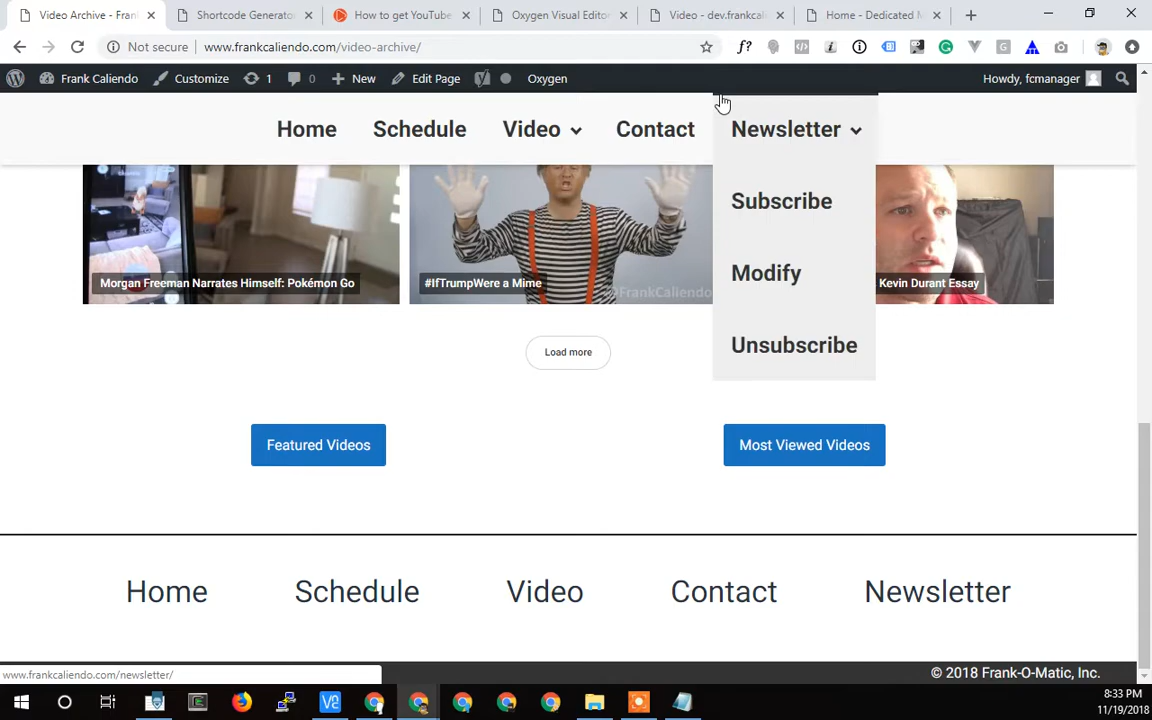 Video Archive - Fran
Shortcode Generato
How to get YouTube
Oxygen Visual Editor
Video - dev.frankcali
Home - Dedicated M
Not secure
www.frankcaliendo.com/video-archive/
f?
Frank Caliendo
Customize
1
0
New
Edit Page
Oxygen
Howdy, fcmanager
Home
Schedule
Video
Contact
Newsletter
Subscribe
Modify
Unsubscribe
Morgan Freeman Narrates Himself: Pokémon Go
#IfTrumpWere a Mime
@FrankCaliendo
Kevin Durant Essay
Load more
Featured Videos
Most Viewed Videos
Home
Schedule
Video
Contact
Newsletter
www.frankcaliendo.com/newsletter/
© 2018 Frank-O-Matic, Inc.
8:33 PM
11/19/2018